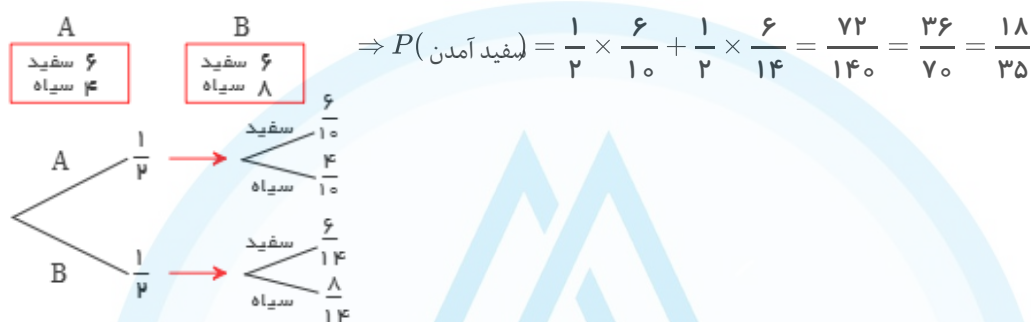 A
B
۶ سفید
۴ سیاه
۶ سفید
۸ سیاه
⇒ P(سفید آمدن) = ۱/۲ × ۶/۱۰ + ۱/۲ × ۶/۱۴ = ۷۲/۱۴۰ = ۳۶/۷۰ = ۱۸/۳۵
A
۱/۲
سفید
۶/۱۰
سیاه
۴/۱۰
B
۱/۲
سفید
۶/۱۴
سیاه
۸/۱۴